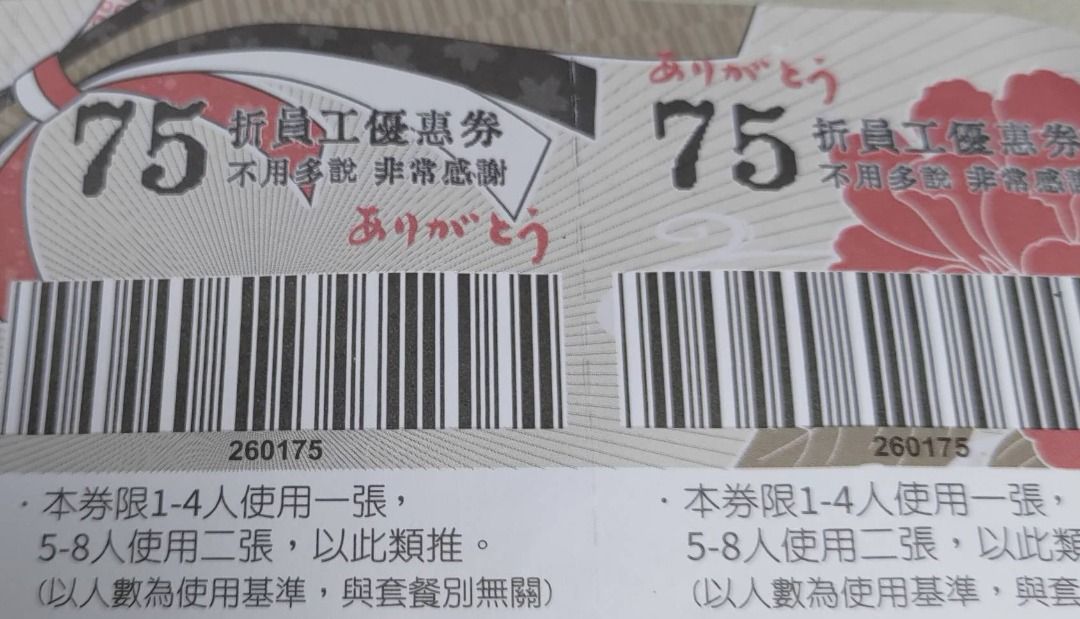 75 折員工優惠券
不用多說 非常感謝
ありがとう
260175
·本券限1-4人使用一張，
5-8人使用二張，以此類推。
(以人數為使用基準，與套餐別無關)
ありがとう
75 折員工優惠券
不用多說 非常感謝
260175
·本券限1-4人使用一張，
5-8人使用二張，以此類
(以人數為使用基準，與套